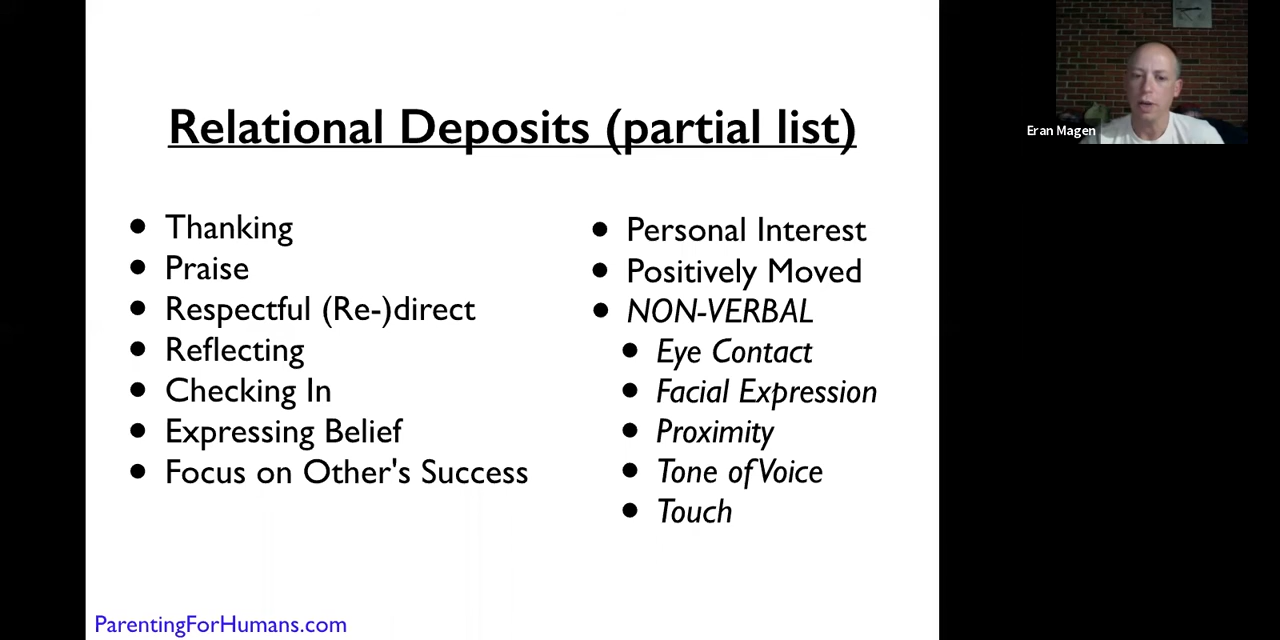 Relational Deposits (partial list)
Thanking
Praise
Respectful (Re-)direct
Reflecting
Checking In
Expressing Belief
Focus on Other's Success
Personal Interest
Positively Moved
NON-VERBAL
Eye Contact
Facial Expression
Proximity
Tone of Voice
Touch
ParentingForHumans.com
Eran Magen